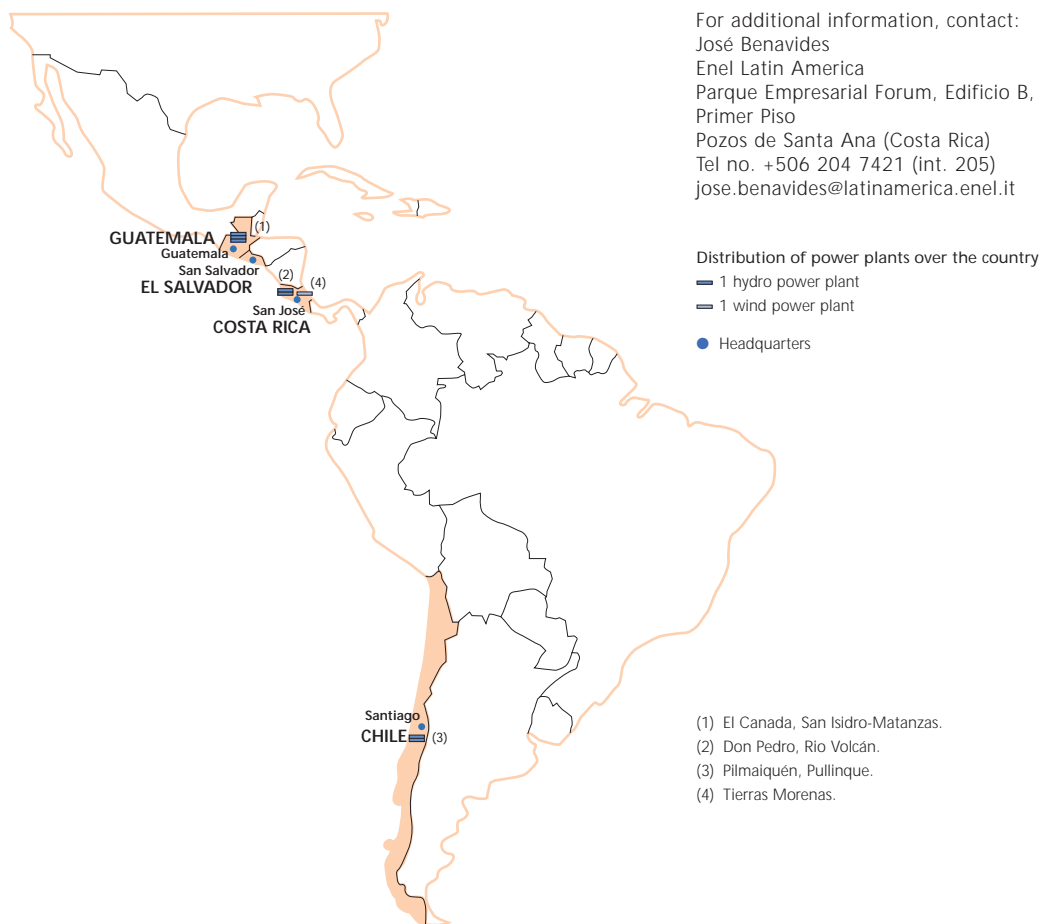 For additional information, contact:
José Benavides
Enel Latin America
Parque Empresarial Forum, Edificio B,
Primer Piso
Pozos de Santa Ana (Costa Rica)
Tel no. +506 204 7421 (int. 205)
jose.benavides@latinamerica.enel.it
(1)
GUATEMALA
Guatemala
San Salvador
EL SALVADOR
(2)
(4)
San José
COSTA RICA
Distribution of power plants over the country
1 hydro power plant
1 wind power plant
Headquarters
Santiago
CHILE (3)
(1) El Canada, San Isidro-Matanzas.
(2) Don Pedro, Rio Volcán.
(3) Pilmaiquén, Pullinque.
(4) Tierras Morenas.